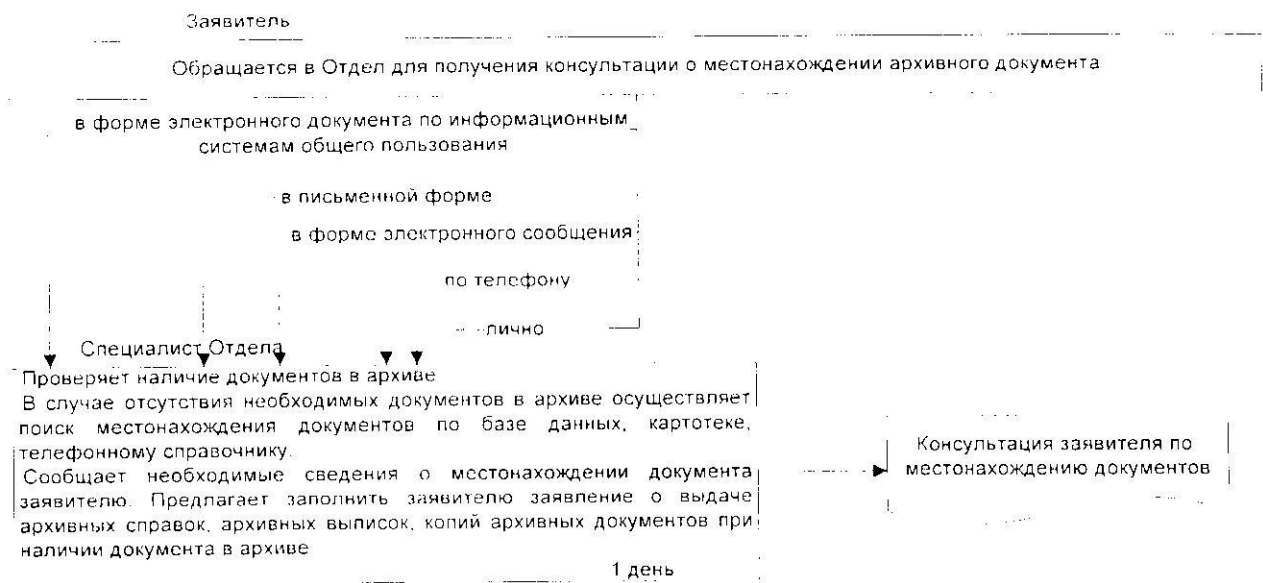 Заявитель
Обращается в Отдел для получения консультации о местонахождении архивного документа
в форме электронного документа по информационным
системам общего пользования
в письменной форме
в форме электронного сообщения
по телефону
лично
Специалист Отдела
Проверяет наличие документов в архиве
В случае отсутствия необходимых документов в архиве осуществляет
поиск местонахождения документов по базе данных, картотеке,
телефонному справочнику.
Сообщает необходимые сведения о местонахождении документа
заявителю. Предлагает заполнить заявителю заявление о выдаче
архивных справок, архивных выписок, копий архивных документов при
наличии документа в архиве
1 день
Консультация заявителя по
местонахождению документов